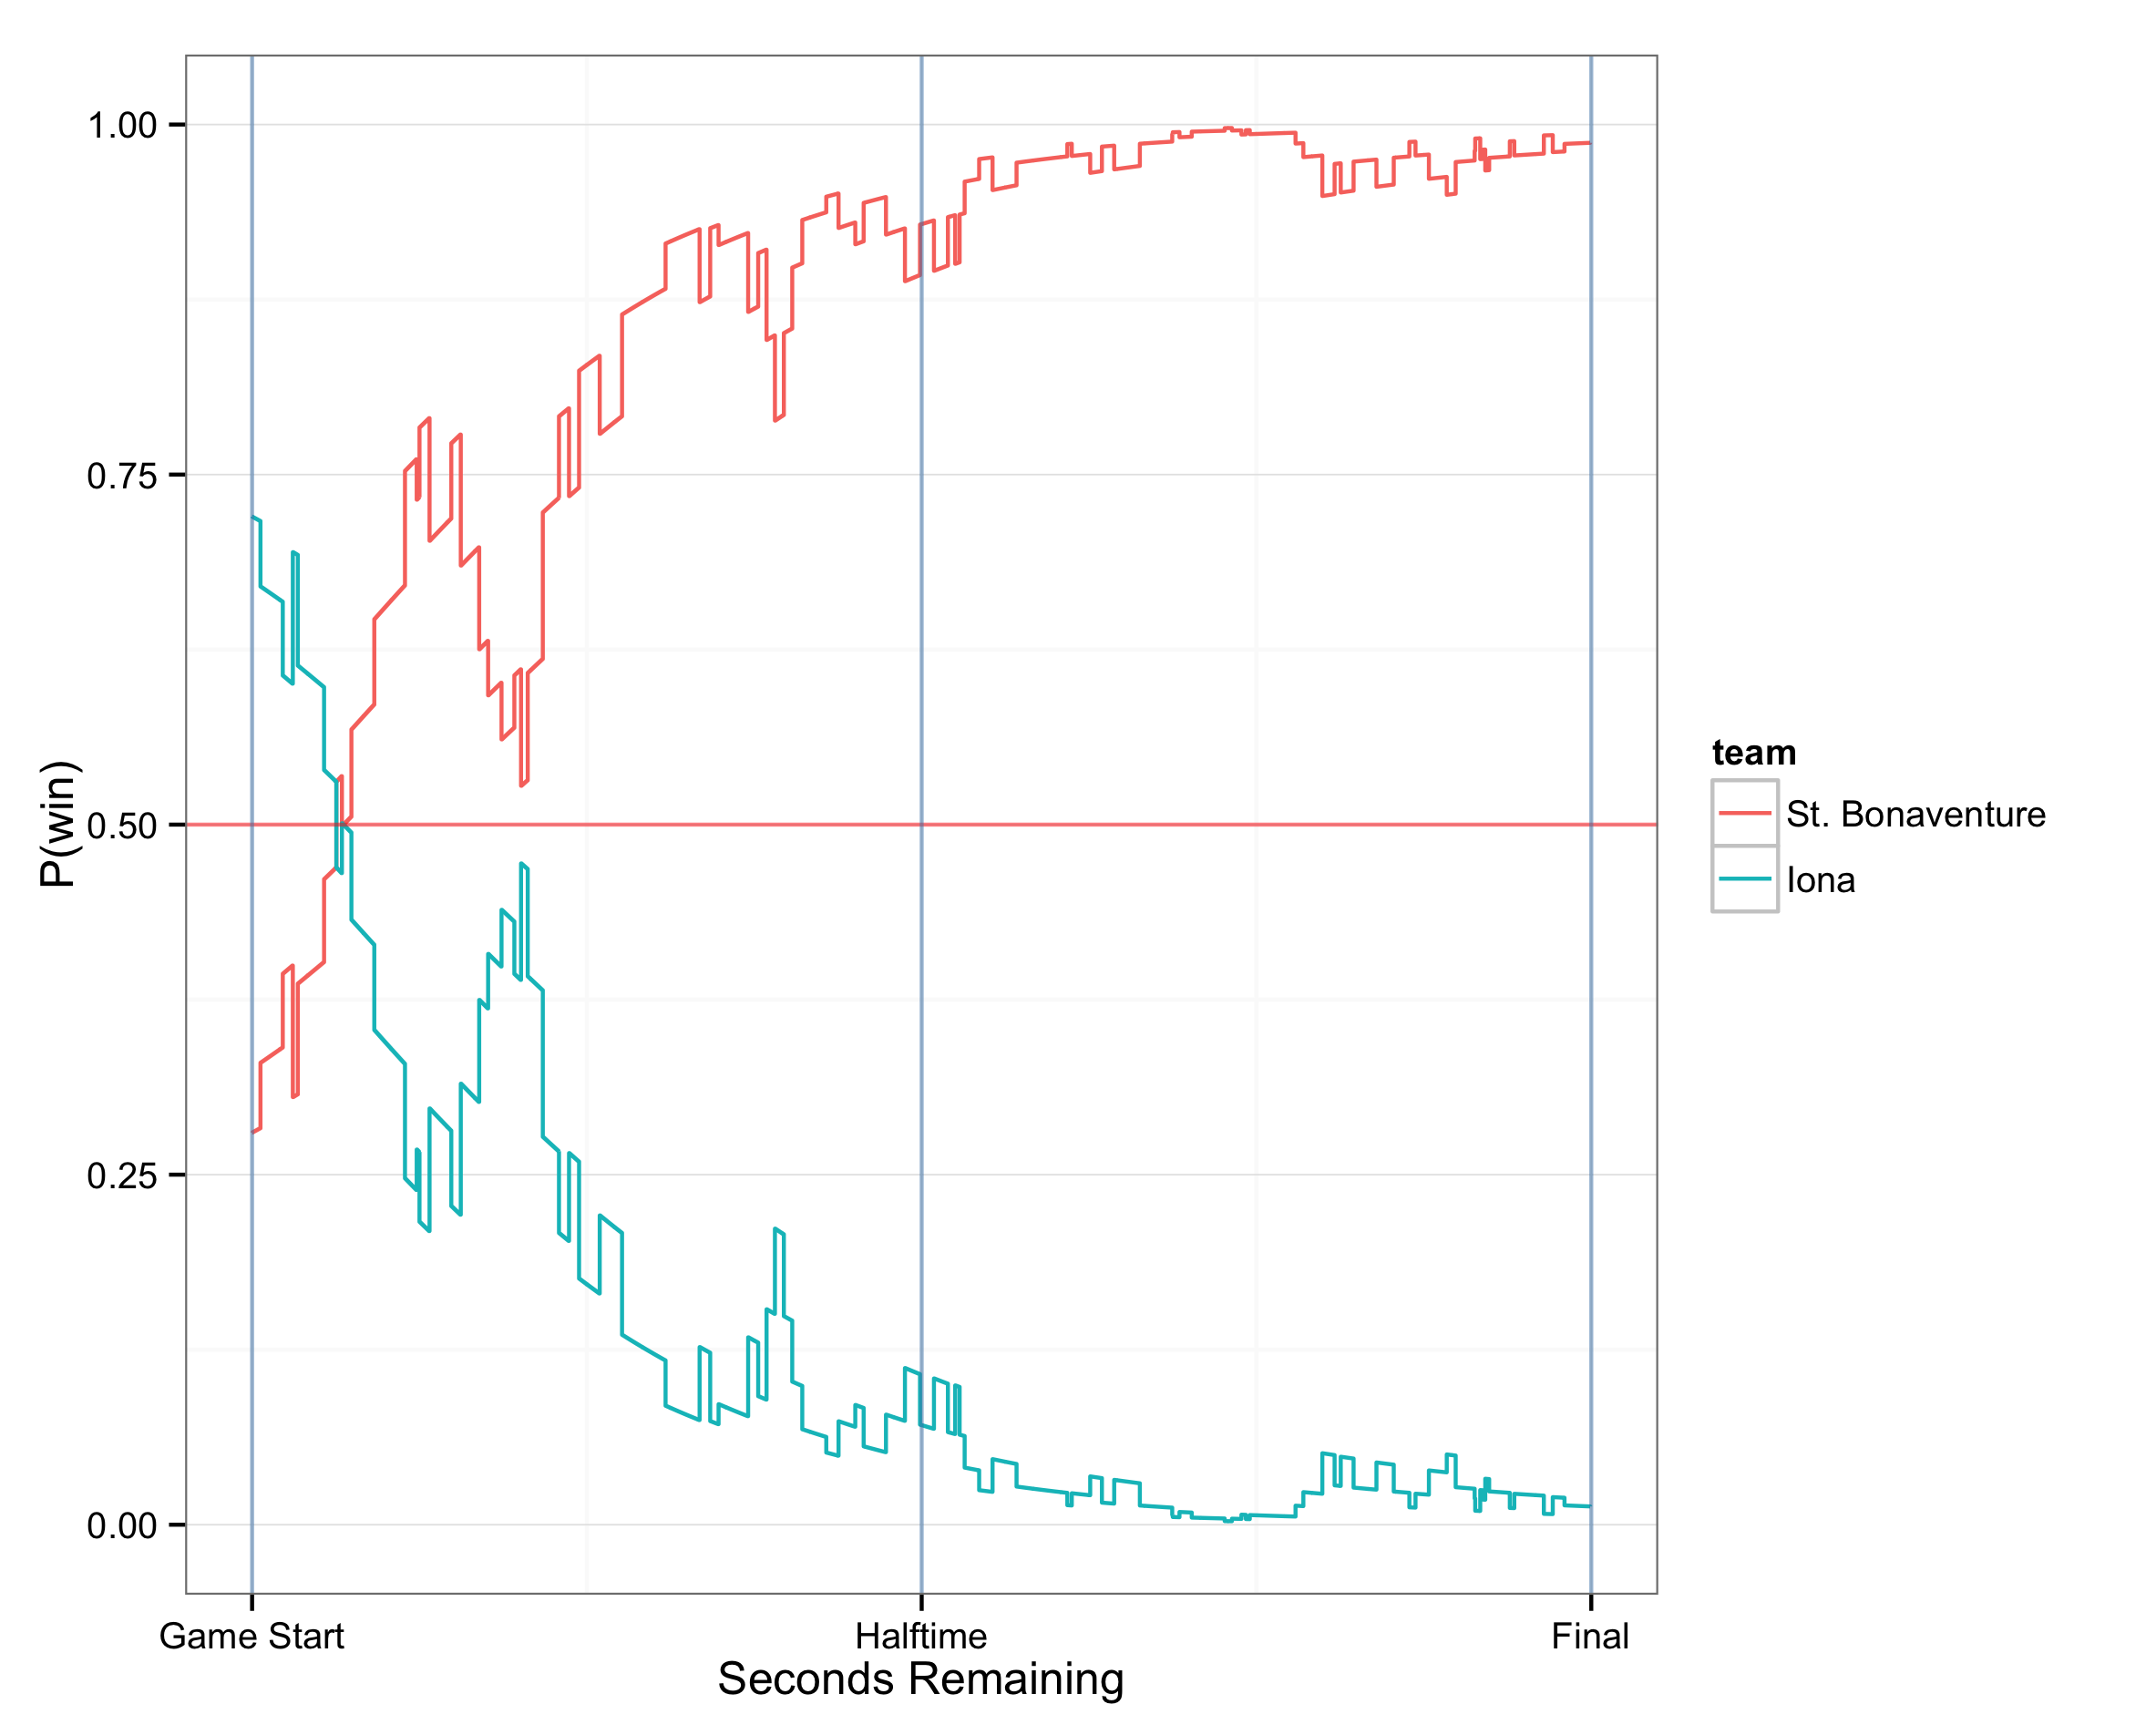 1.00
0.75
0.50
0.25
0.00
P(win)
Game Start
Halftime
Final
Seconds Remaining
team
St. Bonaventure
Iona